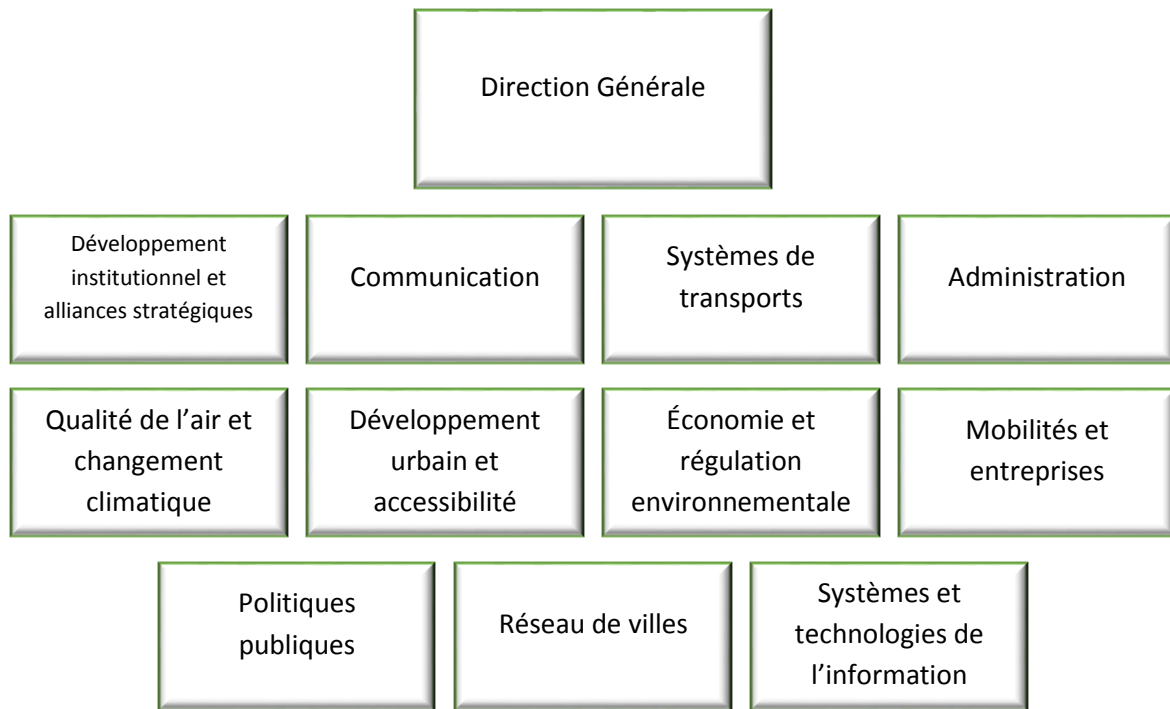 Direction Générale
Développement
institutionnel et
alliances stratégiques
Communication
Systèmes de
transports
Administration
Qualité de l’air et
changement
climatique
Développement
urbain et
accessibilité
Économie et
régulation
environnementale
Mobilités et
entreprises
Politiques
publiques
Réseau de villes
Systèmes et
technologies de
l’information